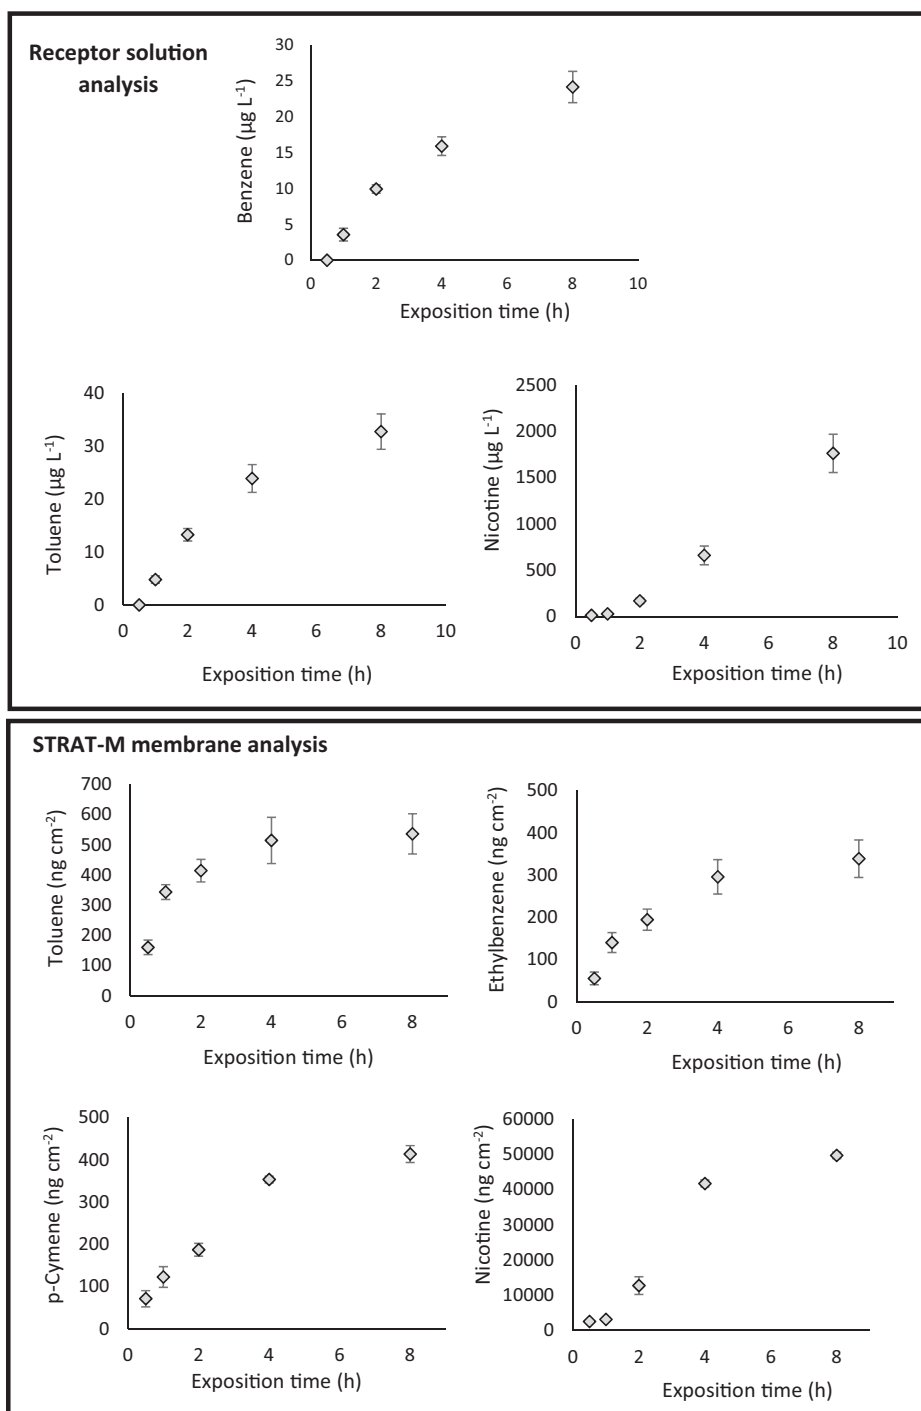 Receptor solution
analysis
Benzene (µg L-1)
30
25
20
15
10
5
0
0 2 4 6 8 10
Exposition time (h)
Toluene (µg L-1)
40
30
20
10
0
0 2 4 6 8 10
Exposition time (h)
Nicotine (µg L-1)
2500
2000
1500
1000
500
0
0 2 4 6 8 10
Exposition time (h)
STRAT-M membrane analysis
Toluene (ng cm-2)
700
600
500
400
300
200
100
0
0 2 4 6 8
Exposition time (h)
Ethylbenzene (ng cm-2)
500
400
300
200
100
0
0 2 4 6 8
Exposition time (h)
p-Cymene (ng cm-2)
500
400
300
200
100
0
0 2 4 6 8
Exposition time (h)
Nicotine (ng cm-2)
60000
50000
40000
30000
20000
10000
0
0 2 4 6 8
Exposition time (h)